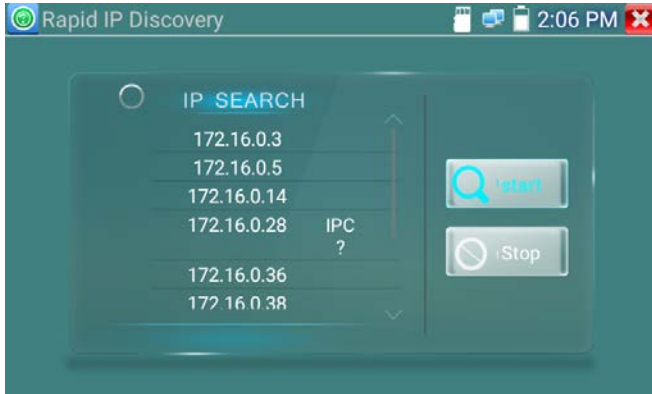 Rapid IP Discovery 2:06 PM
IP SEARCH
172.16.0.3
172.16.0.5
172.16.0.14
172.16.0.28 IPC
?
172.16.0.36
172.16.0.38
start
Stop